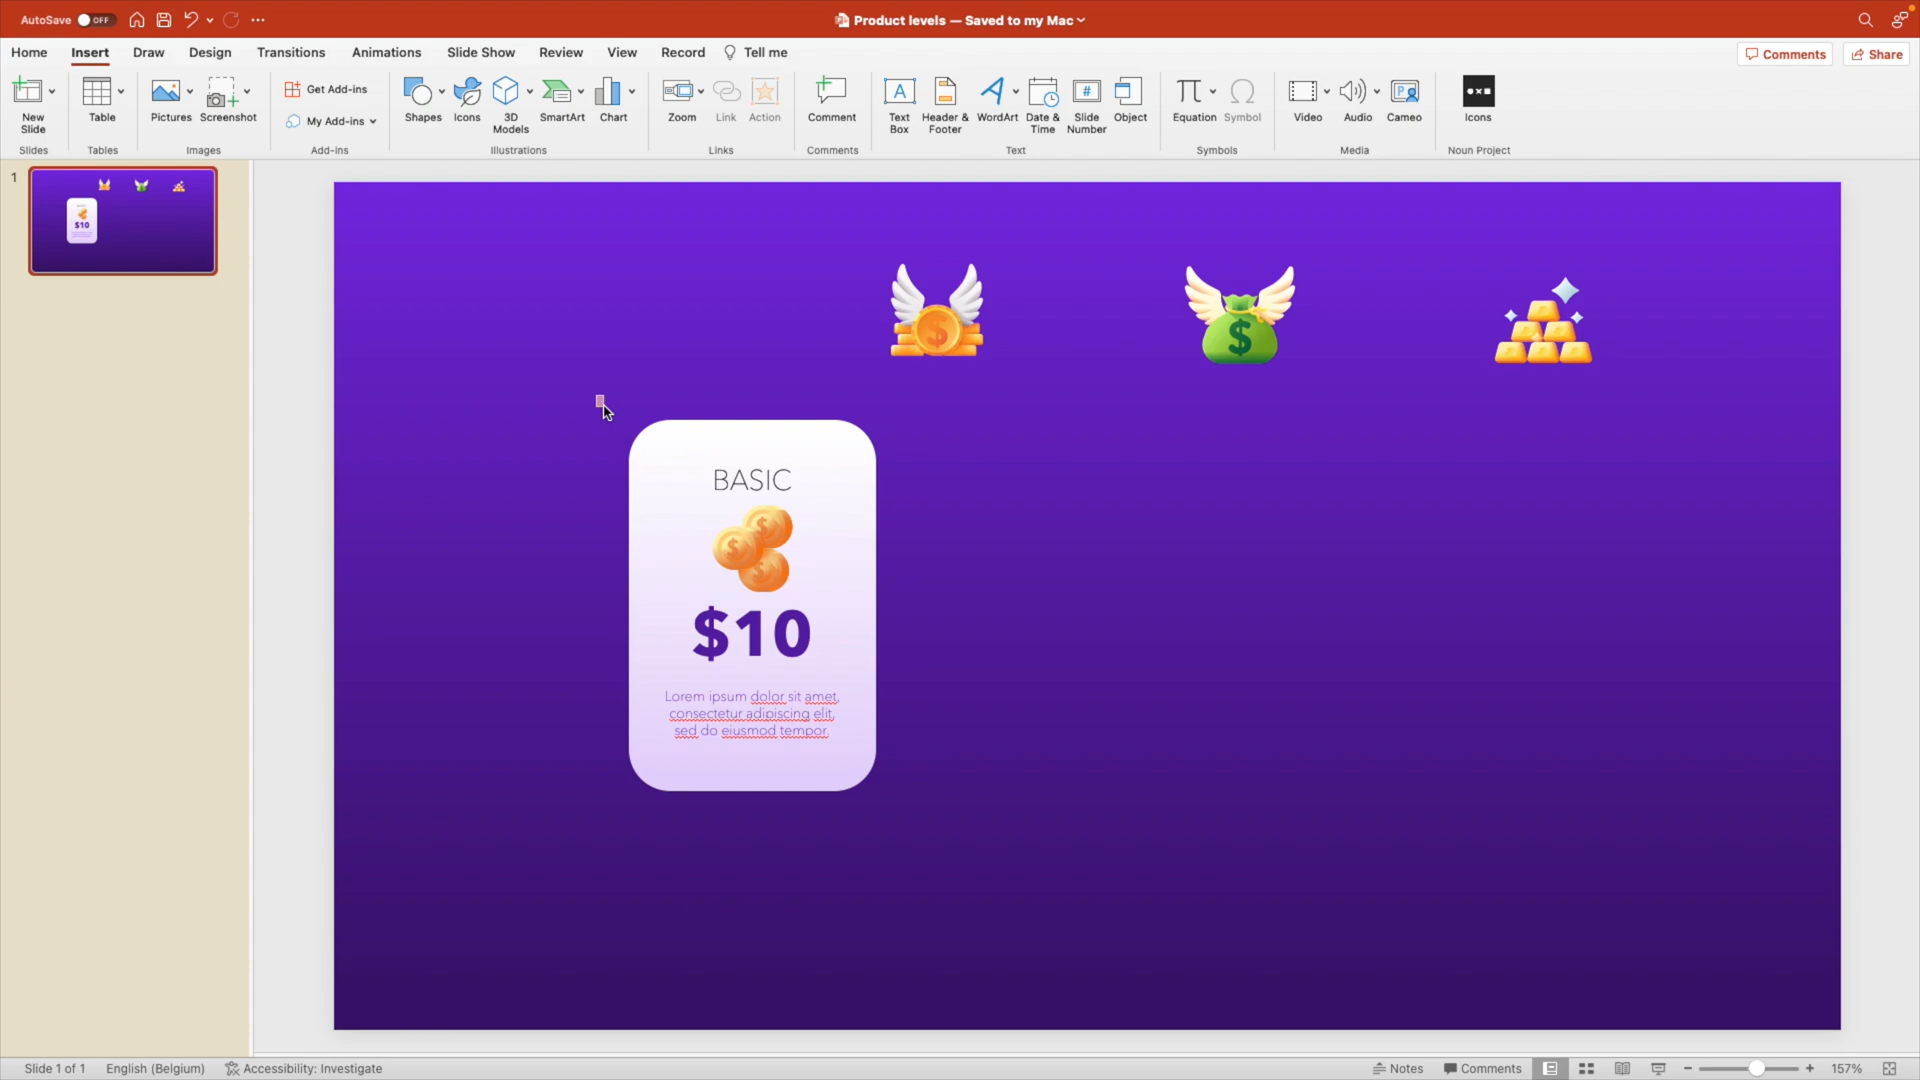 AutoSave OFF
Product levels — Saved to my Mac
Home Insert Draw Design Transitions Animations Slide Show Review View Record Tell me
Comments Share
New Slide
Table
Pictures
Screenshot
Get Add-ins
My Add-ins
Shapes
Icons
3D Models
SmartArt
Chart
Zoom
Link
Action
Comment
Text Box
Header & Footer
WordArt
Date & Time
Slide Number
Object
Equation
Symbol
Video
Audio
Cameo
Icons
Slides Tables Images Add-ins Illustrations Links Comments Text Symbols Media Noun Project
1
BASIC
$10
BASIC
$10
Lorem ipsum dolor sit amet,
consectetur adipiscing elit,
sed do eiusmod tempor.
Slide 1 of 1 English (Belgium) Accessibility: Investigate Notes Comments 157%